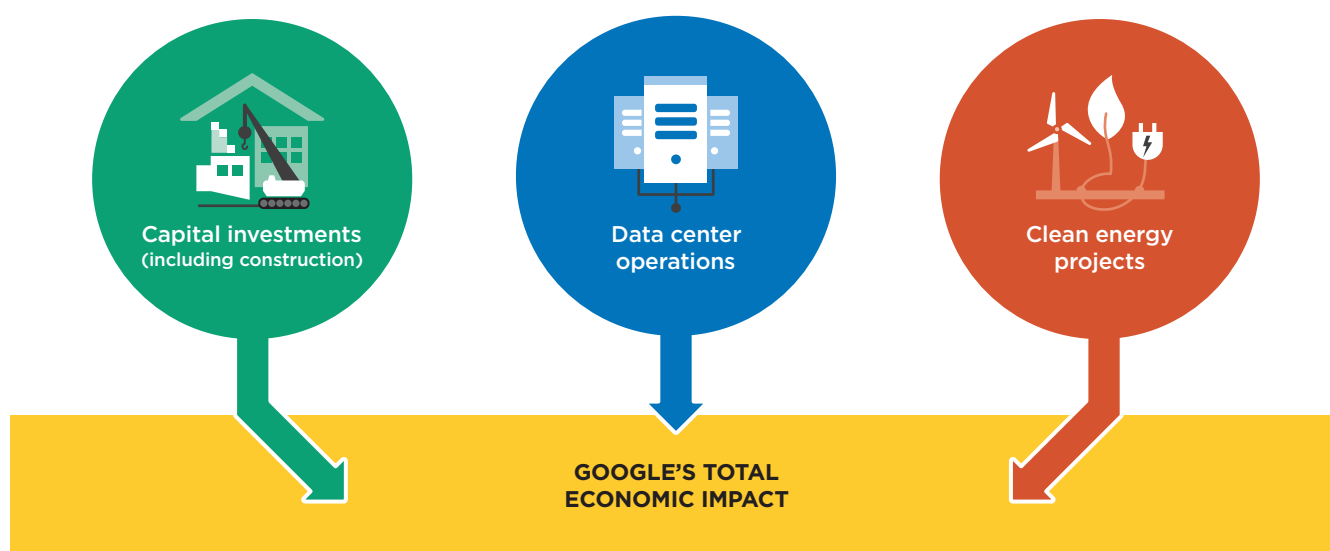 Capital investments
(including construction)
Data center
operations
Clean energy
projects
GOOGLE’S TOTAL
ECONOMIC IMPACT